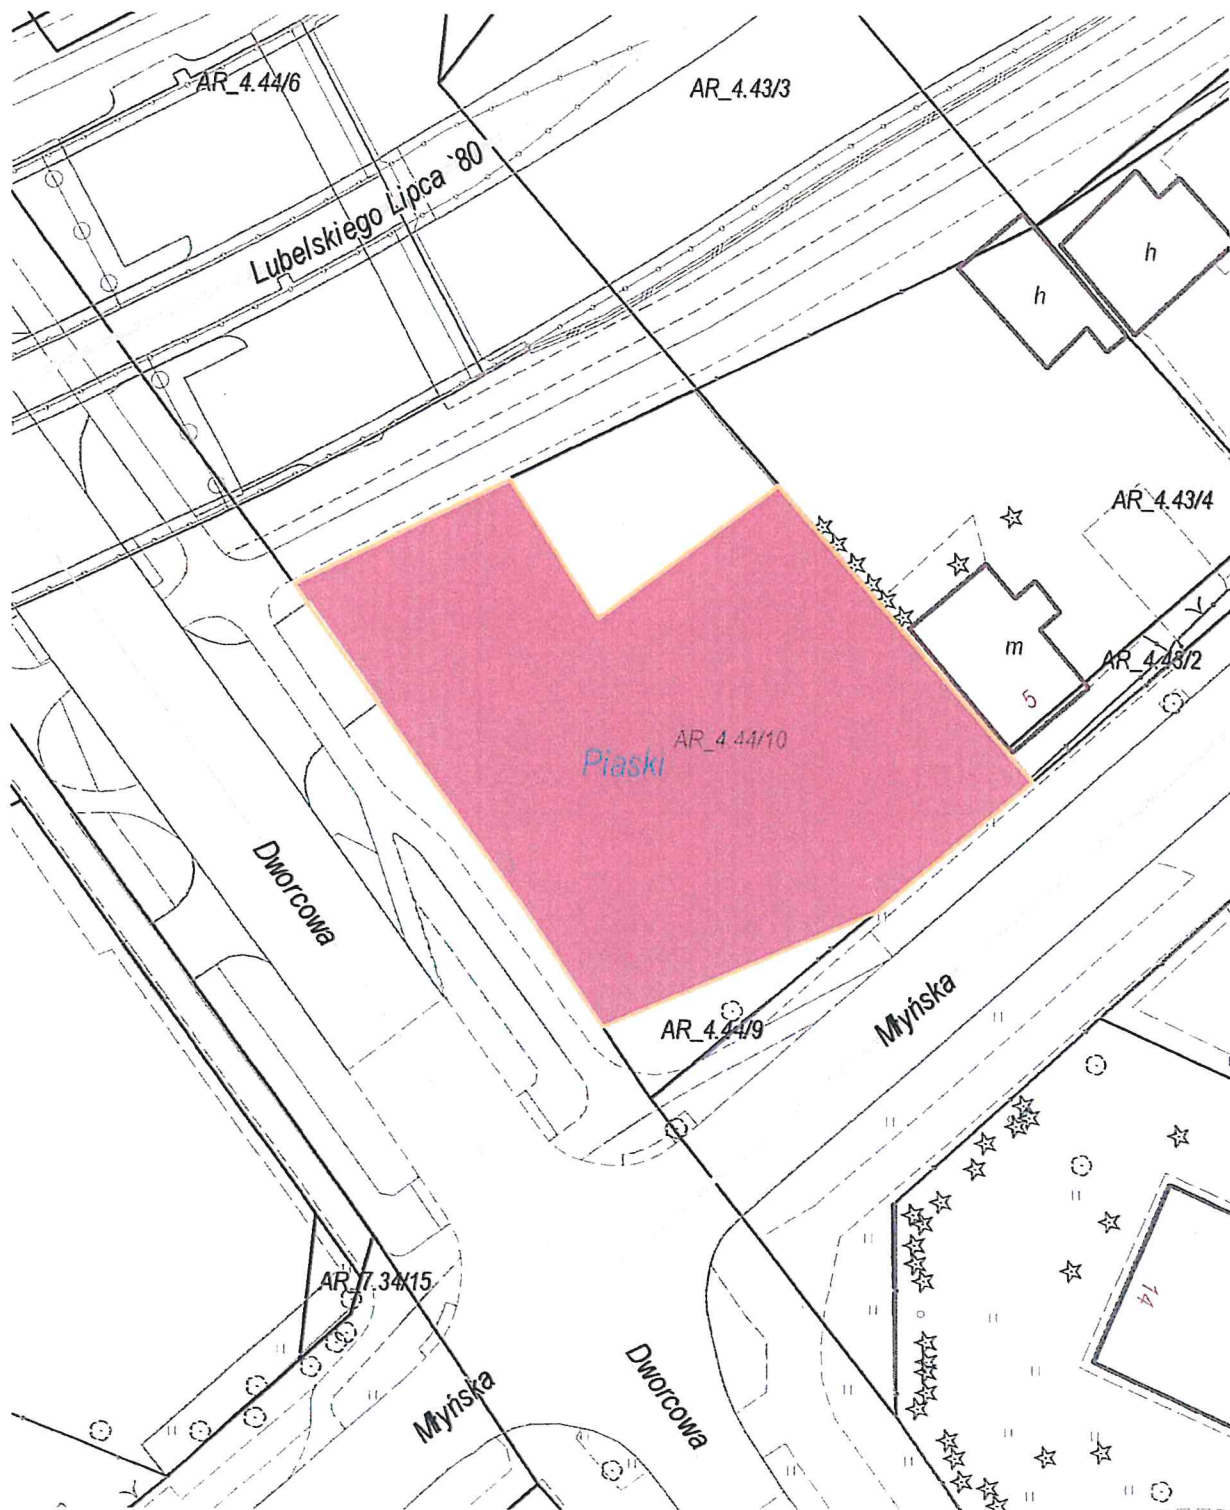 AR_4.44/6
AR_4.43/3
Lubelskiego Lipca `80
h
h
AR_4.43/4
m
AR_4.43/2
5
AR_4.44/10
Piaski
Dworcowa
Młyńska
AR_4.44/9
AR_7.34/15
14
Dworcowa
Młyńska